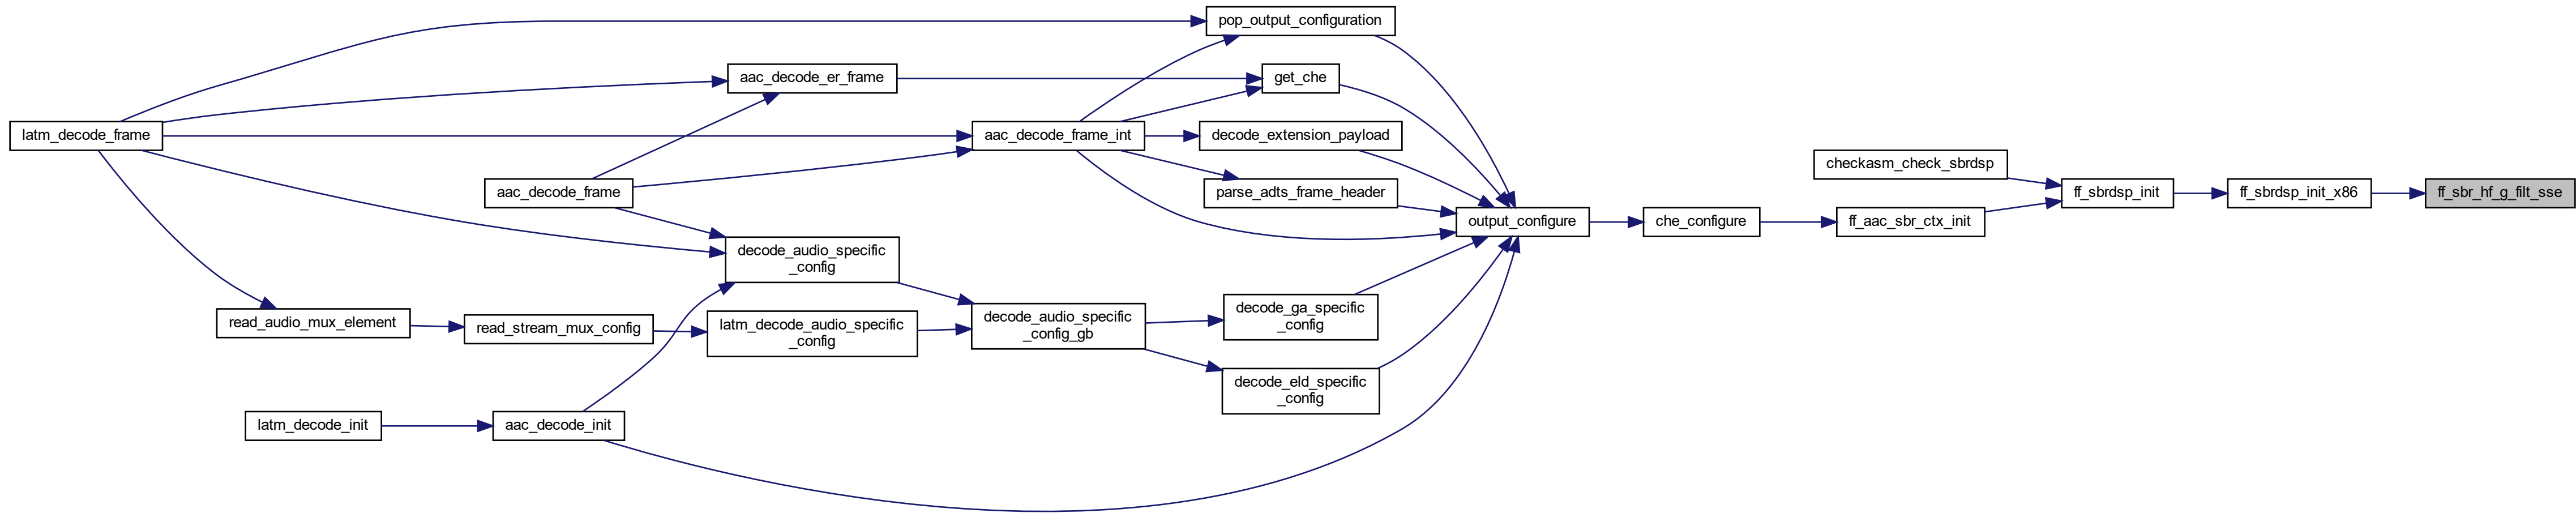 pop_output_configuration
aac_decode_er_frame
get_che
latm_decode_frame
aac_decode_frame_int
decode_extension_payload
checkasm_check_sbrdsp
aac_decode_frame
parse_adts_frame_header
ff_sbrdsp_init
ff_sbrdsp_init_x86
ff_sbr_hf_g_filt_sse
output_configure
che_configure
ff_aac_sbr_ctx_init
decode_audio_specific
_config
read_audio_mux_element
read_stream_mux_config
latm_decode_audio_specific
_config
decode_audio_specific
_config_gb
decode_ga_specific
_config
decode_eld_specific
_config
latm_decode_init
aac_decode_init